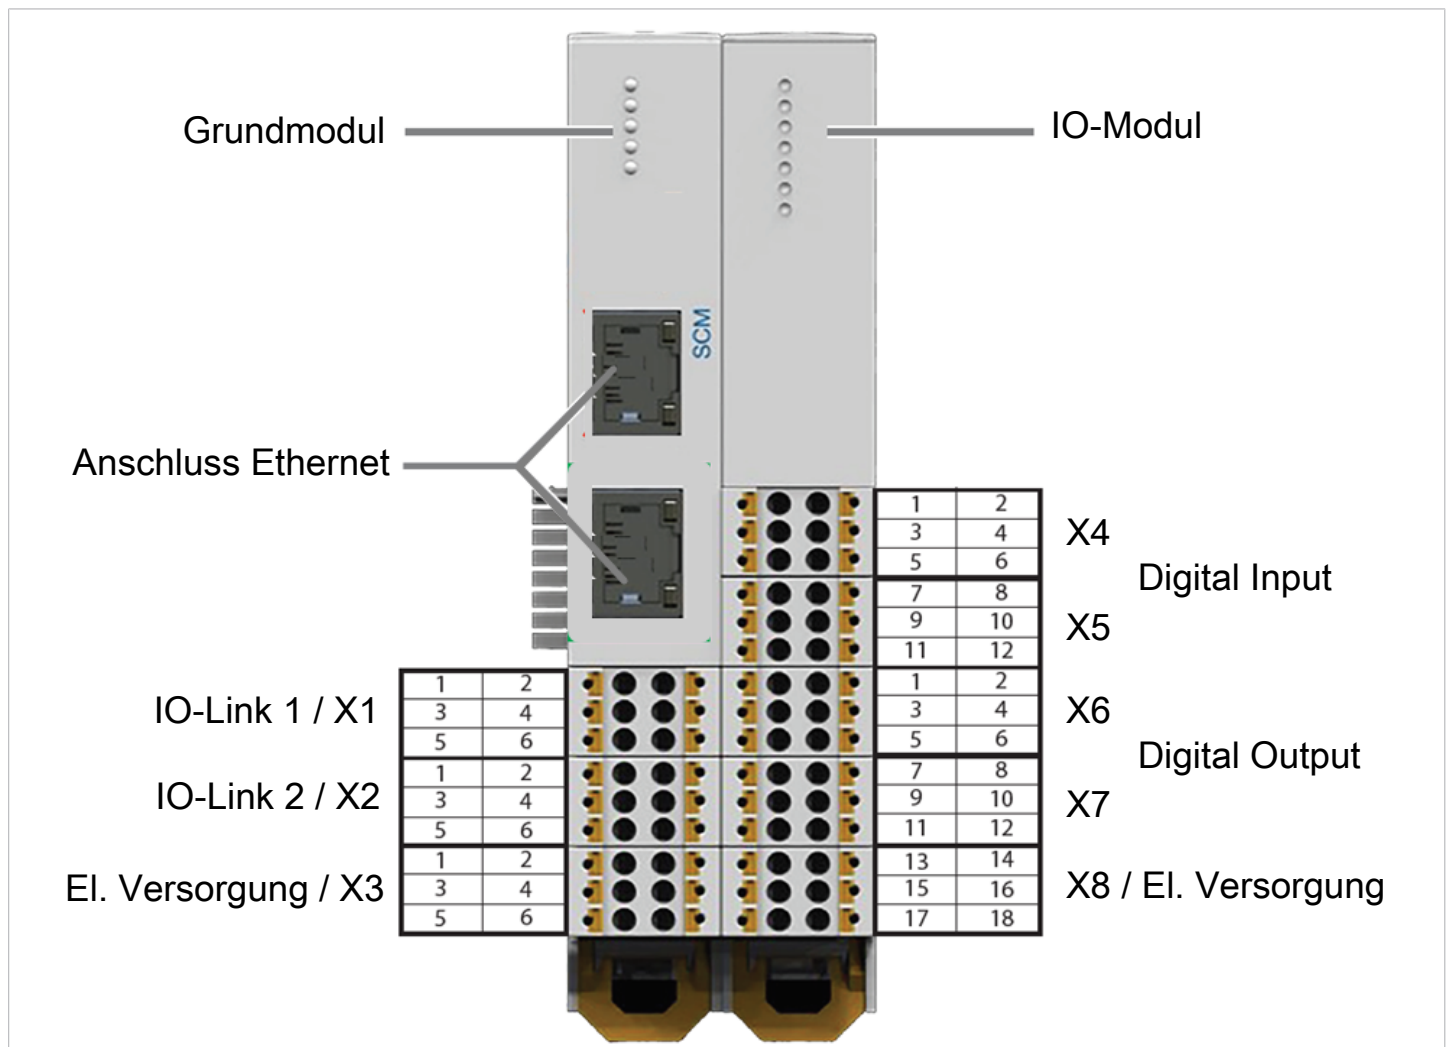 Grundmodul
IO-Modul
SCM
Anschluss Ethernet
1 2
3 4
5 6
X4
Digital Input
7 8
9 10
11 12
X5
IO-Link 1 / X1
1 2
3 4
5 6
1 2
3 4
5 6
X6
Digital Output
IO-Link 2 / X2
1 2
3 4
5 6
7 8
9 10
11 12
X7
El. Versorgung / X3
1 2
3 4
5 6
13 14
15 16
17 18
X8 / El. Versorgung